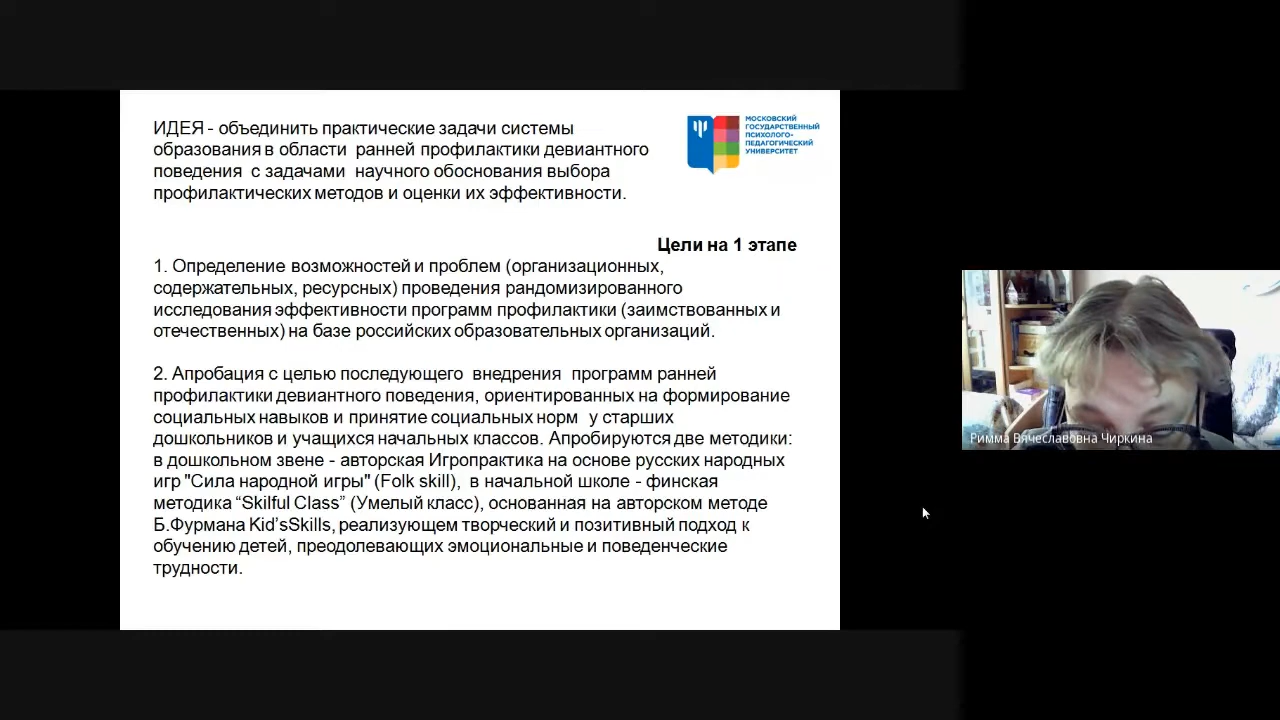 ИДЕЯ - объединить практические задачи системы
образования в области ранней профилактики девиантного
поведения с задачами научного обоснования выбора
профилактических методов и оценки их эффективности.
МОСКОВСКИЙ
ГОСУДАРСТВЕННЫЙ
ПСИХОЛОГО-
ПЕДАГОГИЧЕСКИЙ
УНИВЕРСИТЕТ
Цели на 1 этапе
1. Определение возможностей и проблем (организационных,
содержательных, ресурсных) проведения рандомизированного
исследования эффективности программ профилактики (заимствованных и
отечественных) на базе российских образовательных организаций.
2. Апробация с целью последующего внедрения программ ранней
профилактики девиантного поведения, ориентированных на формирование
социальных навыков и принятие социальных норм у старших
дошкольников и учащихся начальных классов. Апробируются две методики:
в дошкольном звене - авторская Игропрактика на основе русских народных
игр "Сила народной игры" (Folk skill), в начальной школе - финская
методика “Skilful Class” (Умелый класс), основанная на авторском методе
Б.Фурмана Kid’sSkills, реализующем творческий и позитивный подход к
обучению детей, преодолевающих эмоциональные и поведенческие
трудности.
Римма Вячеславовна Чиркина